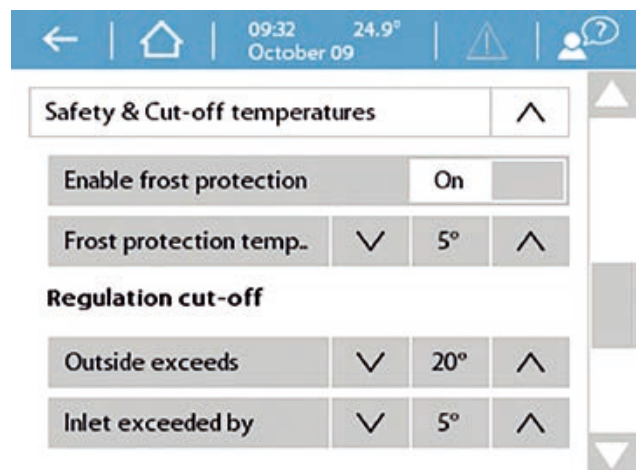 09:32 24.9°
October 09
?
Safety & Cut-off temperatures
Enable frost protection On
Frost protection temp.. 5°
Regulation cut-off
Outside exceeds 20°
Inlet exceeded by 5°